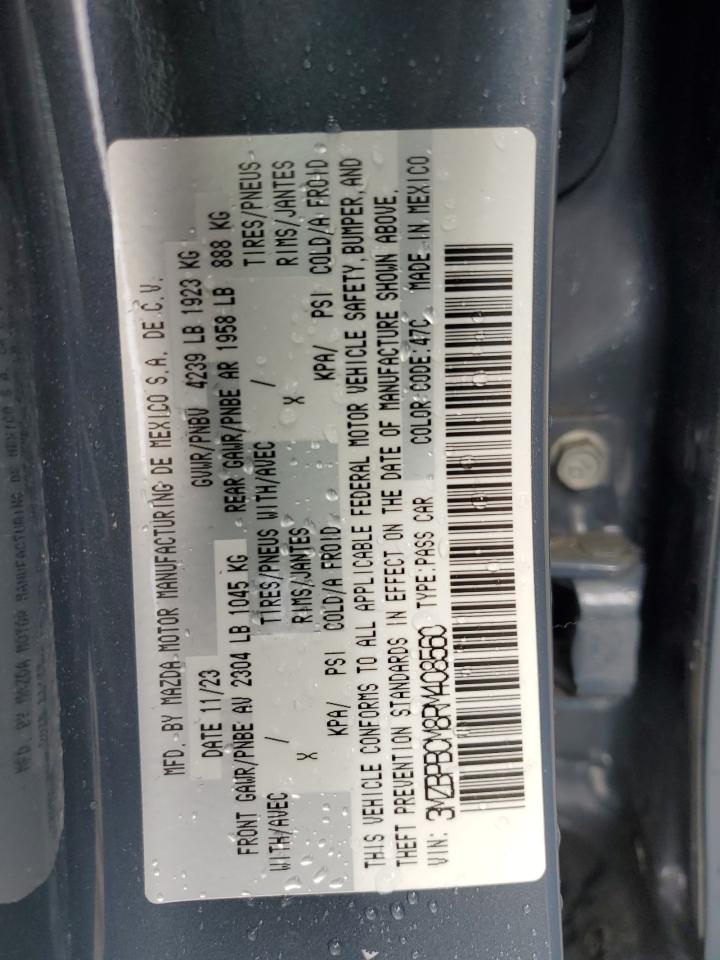 MFD. BY MAZDA MOTOR MANUFACTURING DE MEXICO S.A. DE C.V.
DATE 11/23 GVWR/PNBV 4239 LB 1923 KG
FRONT GAWR/PNBE AV 2304 LB 1045 KG REAR GAWR/PNBE AR 1958 LB 888 KG
WITH/AVEC / TIRES/PNEUS WITH/AVEC / TIRES/PNEUS
X RIMS/JANTES X RIMS/JANTES
KPA/ PSI COLD/A FROID KPA/ PSI COLD/A FROID
THIS VEHICLE CONFORMS TO ALL APPLICABLE FEDERAL MOTOR VEHICLE SAFETY, BUMPER, AND
THEFT PREVENTION STANDARDS IN EFFECT ON THE DATE OF MANUFACTURE SHOWN ABOVE.
VIN: 3MZBPBCM8RM408560 TYPE:PASS CAR COLOR CODE:47C MADE IN MEXICO